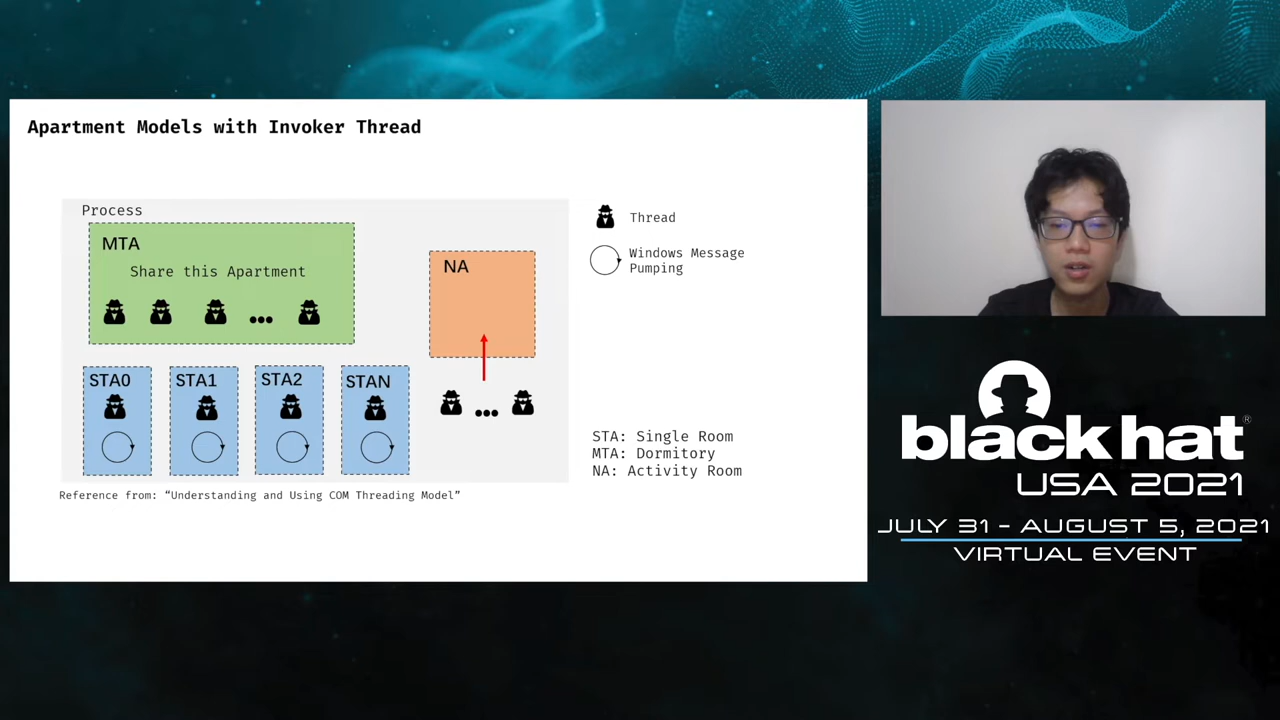 Apartment Models with Invoker Thread
Process
MTA
Share this Apartment
NA
STA0
STA1
STA2
STAN
Thread
Windows Message
Pumping
STA: Single Room
MTA: Dormitory
NA: Activity Room
Reference from: “Understanding and Using COM Threading Model”
black hat®
USA 2021
JULY 31 - AUGUST 5, 2021
VIRTUAL EVENT